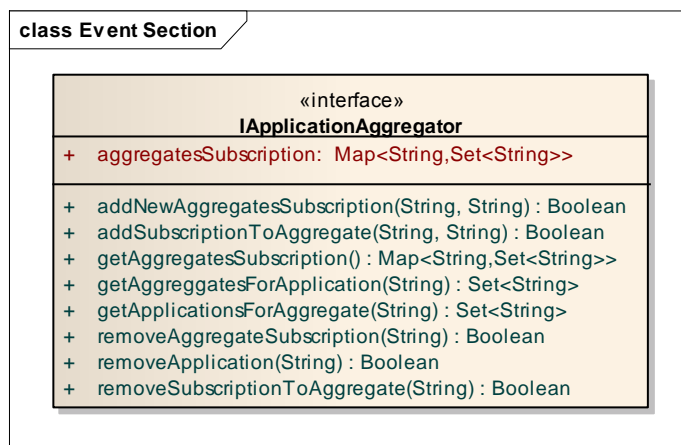 class Event Section
«interface»
IApplicationAggregator
+ aggregatesSubscription: Map<String,Set<String>>
+ addNewAggregatesSubscription(String, String) : Boolean
+ addSubscriptionToAggregate(String, String) : Boolean
+ getAggregatesSubscription() : Map<String,Set<String>>
+ getAggreggatesForApplication(String) : Set<String>
+ getApplicationsForAggregate(String) : Set<String>
+ removeAggregateSubscription(String) : Boolean
+ removeApplication(String) : Boolean
+ removeSubscriptionToAggregate(String) : Boolean